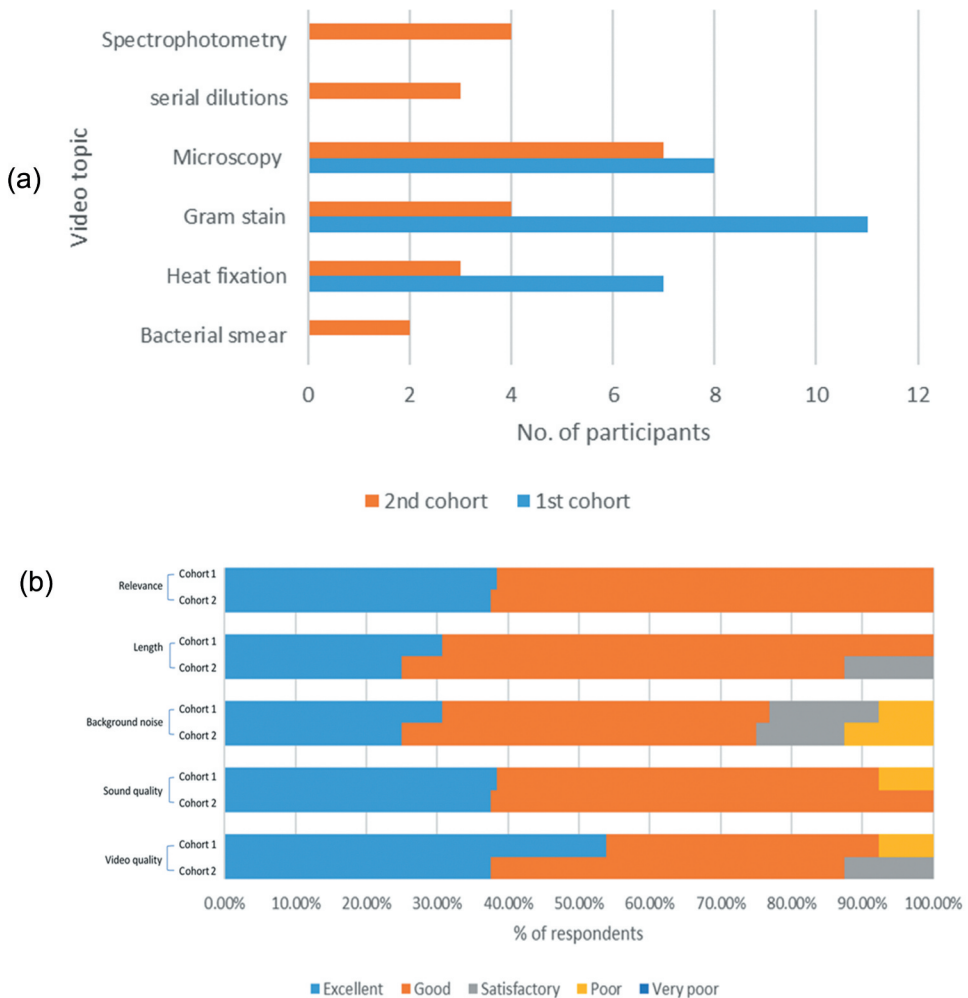 (a)
Video topic
Spectrophotometry
serial dilutions
Microscopy
Gram stain
Heat fixation
Bacterial smear
0 2 4 6 8 10 12
No. of participants
2nd cohort 1st cohort
(b)
Relevance
Cohort 1
Cohort 2
Length
Cohort 1
Cohort 2
Background noise
Cohort 1
Cohort 2
Sound quality
Cohort 1
Cohort 2
Video quality
Cohort 1
Cohort 2
0.00% 10.00% 20.00% 30.00% 40.00% 50.00% 60.00% 70.00% 80.00% 90.00% 100.00%
% of respondents
Excellent Good Satisfactory Poor Very poor